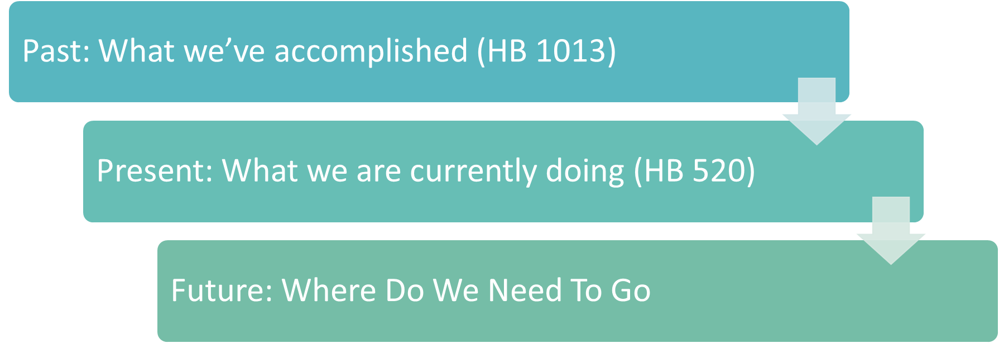 Past: What we’ve accomplished (HB 1013)
Present: What we are currently doing (HB 520)
Future: Where Do We Need To Go